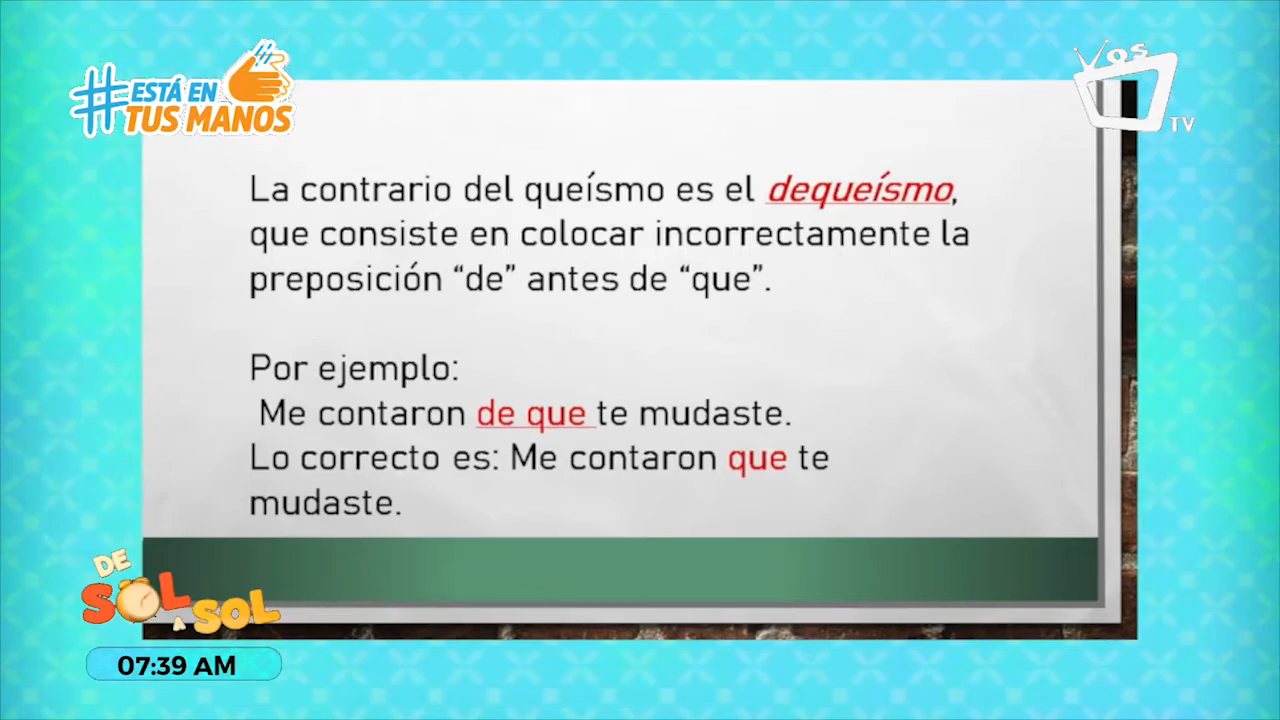 #ESTÁ EN
TUS MANOS
VOS
TV
La contrario del queísmo es el dequeísmo,
que consiste en colocar incorrectamente la
preposición “de” antes de “que”.
Por ejemplo:
Me contaron de que te mudaste.
Lo correcto es: Me contaron que te
mudaste.
DE
SOL
A SOL
07:39 AM